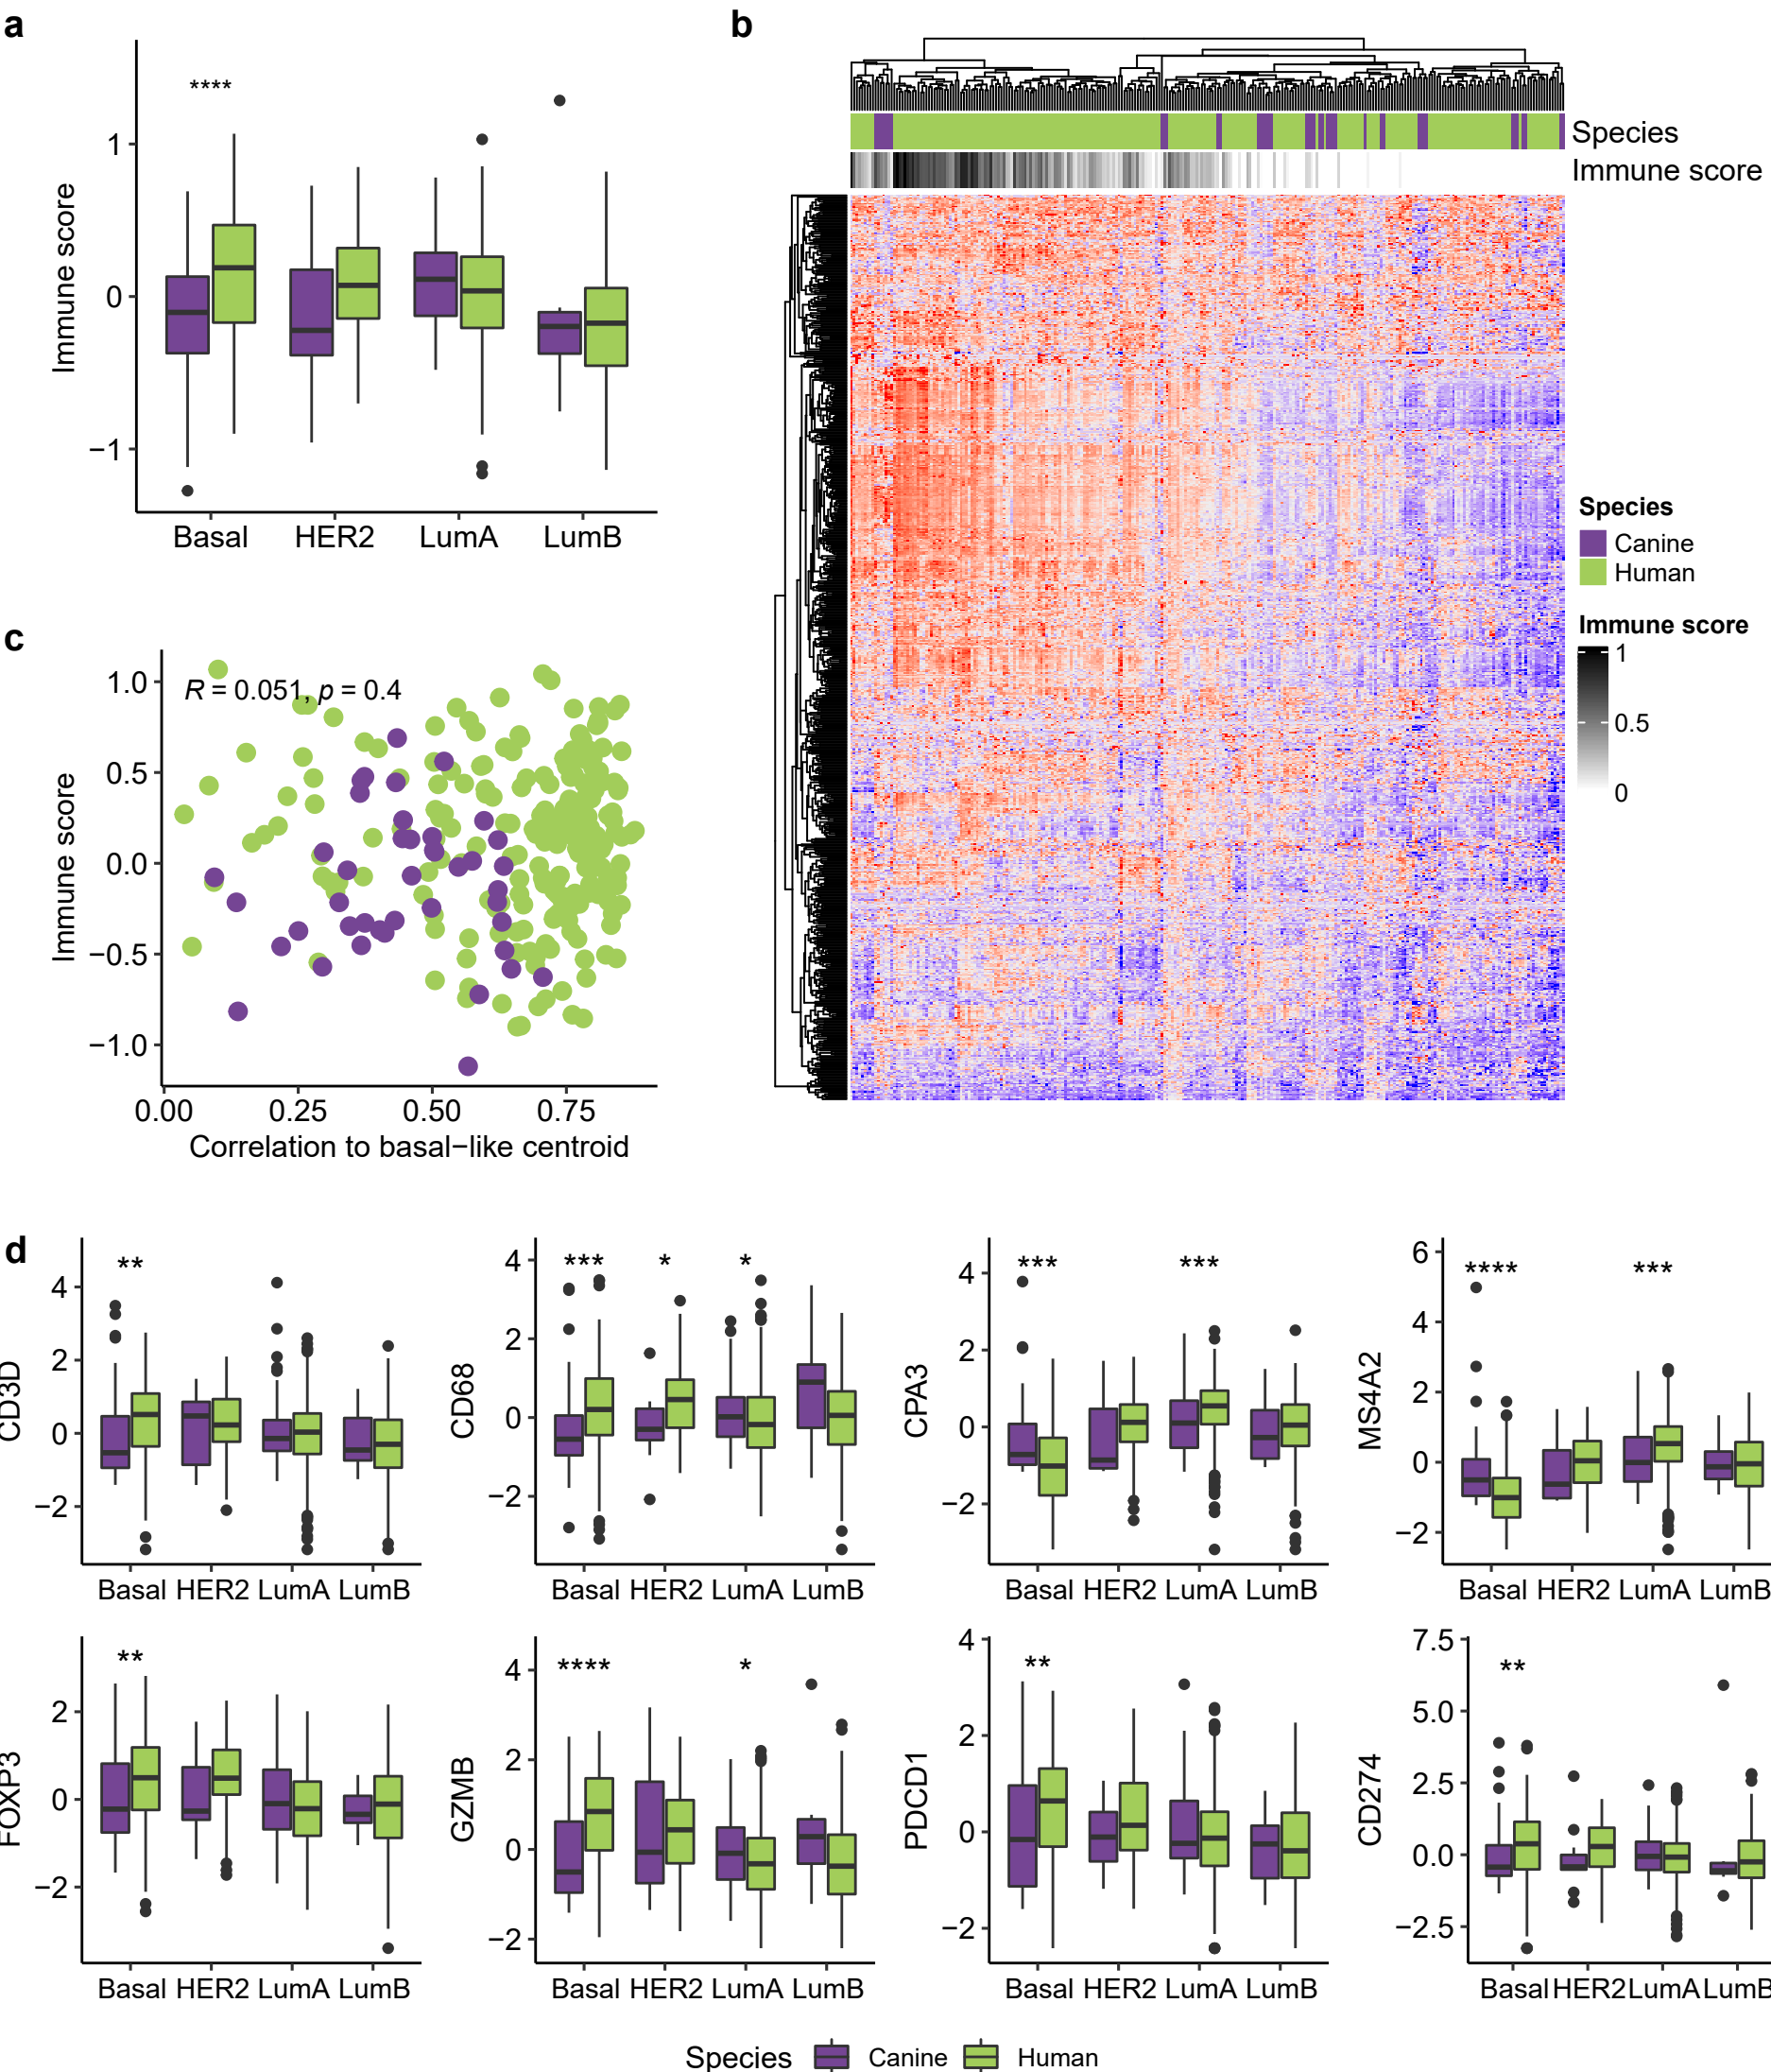 a
****
Immune score
1
0
−1
Basal HER2 LumA LumB
b
Species
Immune score
Species
Canine
Human
Immune score
1
0.5
0
c
R = 0.051, p = 0.4
Immune score
1.0
0.5
0.0
−0.5
−1.0
0.00 0.25 0.50 0.75
Correlation to basal−like centroid
d
**
CD3D
4
2
0
−2
Basal HER2 LumA LumB
*** * *
CD68
4
2
0
−2
Basal HER2 LumA LumB
*** ***
CPA3
4
2
0
−2
Basal HER2 LumA LumB
**** ***
MS4A2
6
4
2
0
−2
Basal HER2 LumA LumB
**
FOXP3
2
0
−2
Basal HER2 LumA LumB
**** *
GZMB
4
2
0
−2
Basal HER2 LumA LumB
**
PDCD1
4
2
0
−2
Basal HER2 LumA LumB
**
CD274
7.5
5.0
2.5
0.0
−2.5
Basal HER2 LumA LumB
Species Canine Human